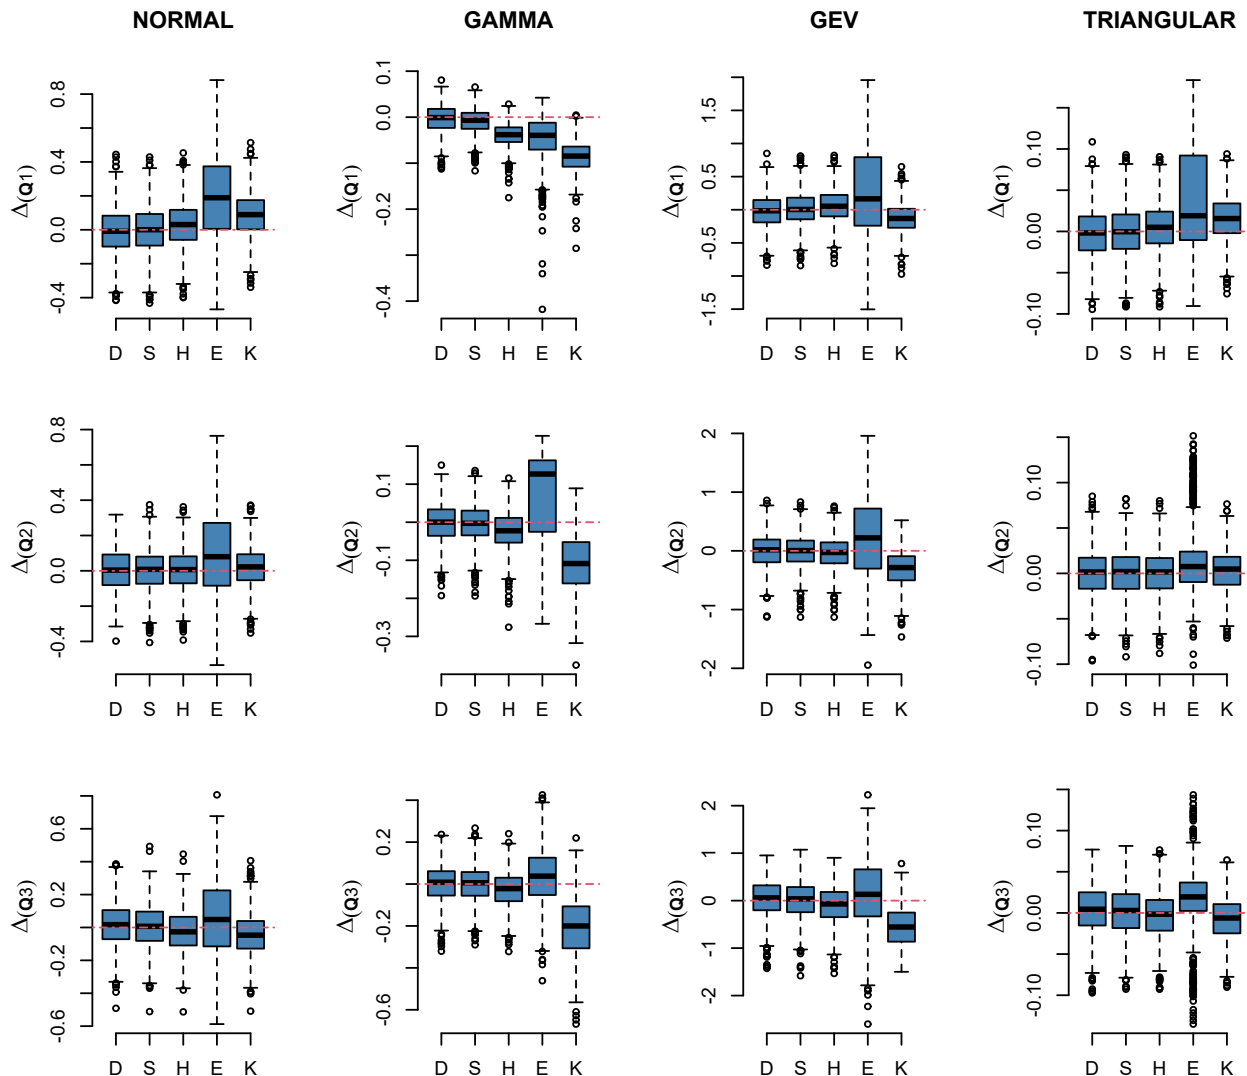 NORMAL GAMMA GEV TRIANGULAR
Δ(Q1) -0.4 0.0 0.4 0.8
D S H E K
Δ(Q1) -0.4 -0.2 0.0 0.1
D S H E K
Δ(Q1) -1.5 -0.5 0.5 1.5
D S H E K
Δ(Q1) -0.10 0.00 0.10
D S H E K
Δ(Q2) -0.4 0.0 0.4 0.8
D S H E K
Δ(Q2) -0.3 -0.1 0.1
D S H E K
Δ(Q2) -2 -1 0 1 2
D S H E K
Δ(Q2) -0.10 0.00 0.10
D S H E K
Δ(Q3) -0.6 -0.2 0.2 0.6
D S H E K
Δ(Q3) -0.6 -0.2 0.2
D S H E K
Δ(Q3) -2 -1 0 1 2
D S H E K
Δ(Q3) -0.10 0.00 0.10
D S H E K